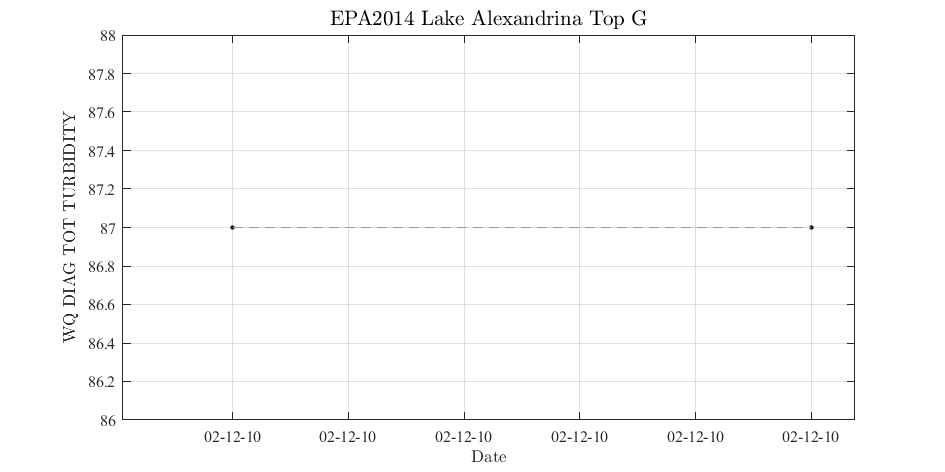 EPA2014 Lake Alexandrina Top G
88
87.8
87.6
87.4
87.2
87
86.8
86.6
86.4
86.2
86
WQ DIAG TOT TURBIDITY
02-12-10 02-12-10 02-12-10 02-12-10 02-12-10 02-12-10
Date